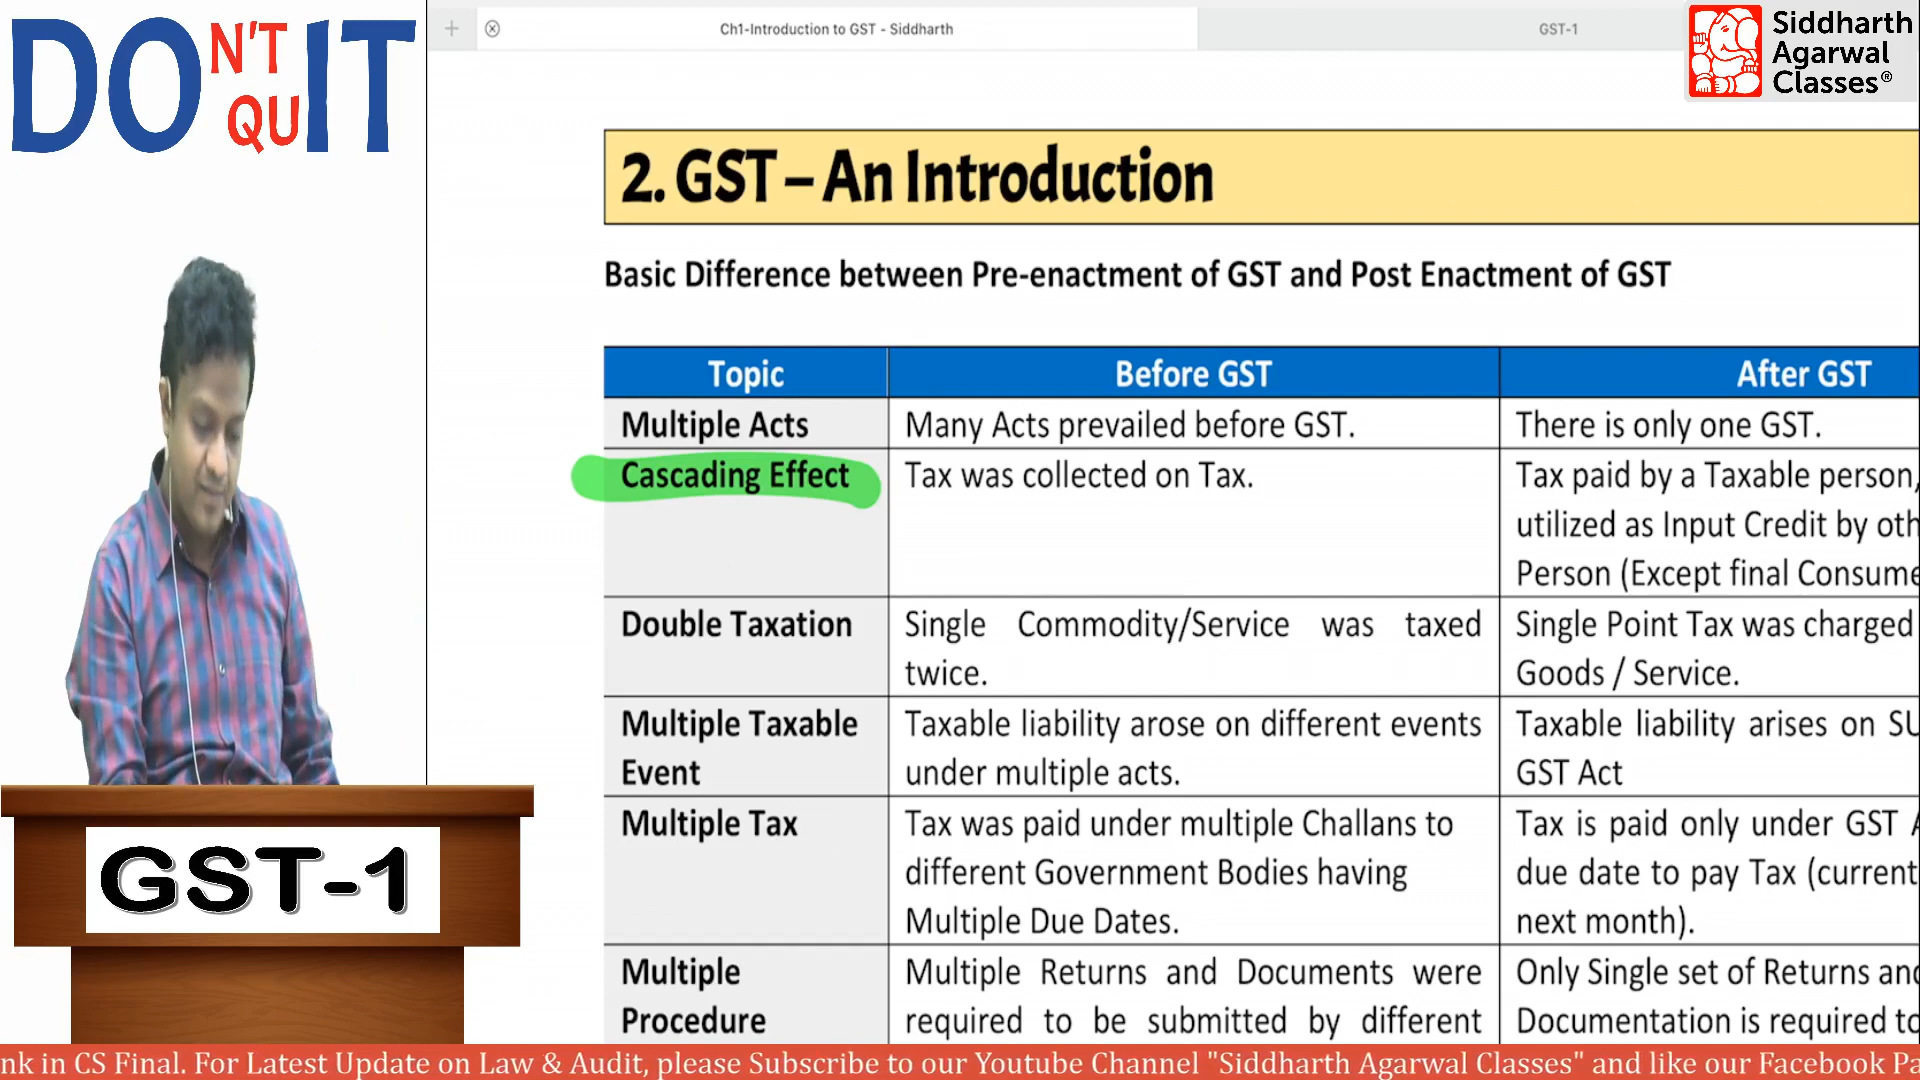 DON'T QUIT
Ch1-Introduction to GST - Siddharth
GST-1
Siddharth
Agarwal
Classes®
2. GST – An Introduction
Basic Difference between Pre-enactment of GST and Post Enactment of GST
Topic
Before GST
After GST
Multiple Acts
Many Acts prevailed before GST.
There is only one GST.
Cascading Effect
Tax was collected on Tax.
Tax paid by a Taxable person,
utilized as Input Credit by oth
Person (Except final Consume
Double Taxation
Single Commodity/Service was taxed
twice.
Single Point Tax was charged
Goods / Service.
Multiple Taxable
Event
Taxable liability arose on different events
under multiple acts.
Taxable liability arises on SU
GST Act
Multiple Tax
Tax was paid under multiple Challans to
different Government Bodies having
Multiple Due Dates.
Tax is paid only under GST A
due date to pay Tax (current
next month).
Multiple
Procedure
Multiple Returns and Documents were
required to be submitted by different
Only Single set of Returns and
Documentation is required to
GST-1
nk in CS Final. For Latest Update on Law & Audit, please Subscribe to our Youtube Channel "Siddharth Agarwal Classes" and like our Facebook Pa